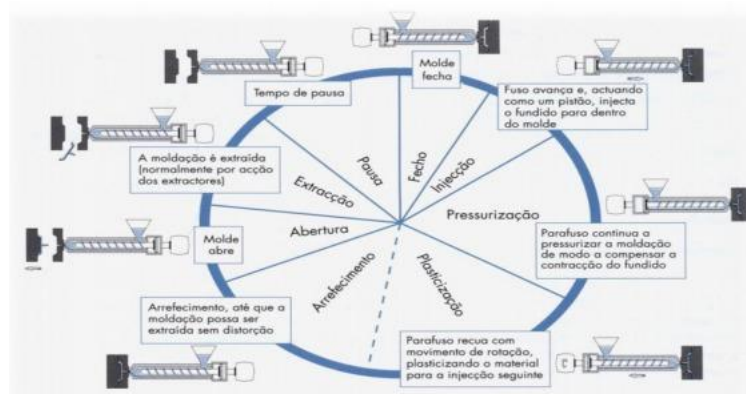 Molde
fecha
Fuso avança e, actuando
como um pistão, injecta
o fundido para dentro
do molde
Tempo de pausa
A moldação é extraída
(normalmente por acção
dos extractores)
Pausa
Fecho
Injecção
Extracção
Pressurização
Abertura
Molde
abre
Parafuso continua a
pressurizar a moldação
de modo a compensar a
contracção do fundido
Arrefecimento
Plasticização
Arrefecimento, até que a
moldação possa ser
extraída sem distorção
Parafuso recua com
movimento de rotação,
plasticizando o material
para a injecção seguinte